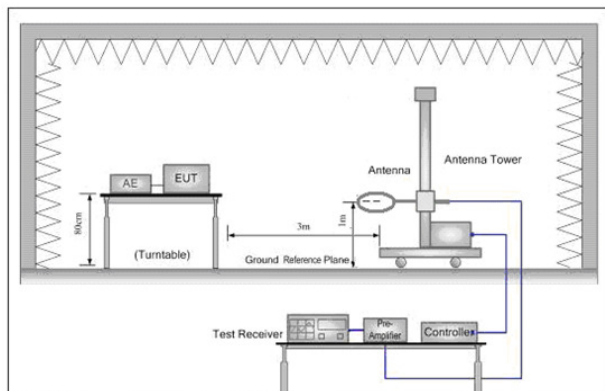 Antenna
Antenna Tower
AE
EUT
80cm
(Turntable)
3m
1m
Ground Reference Plane
Test Receiver
Pre-
Amplifier
Controller